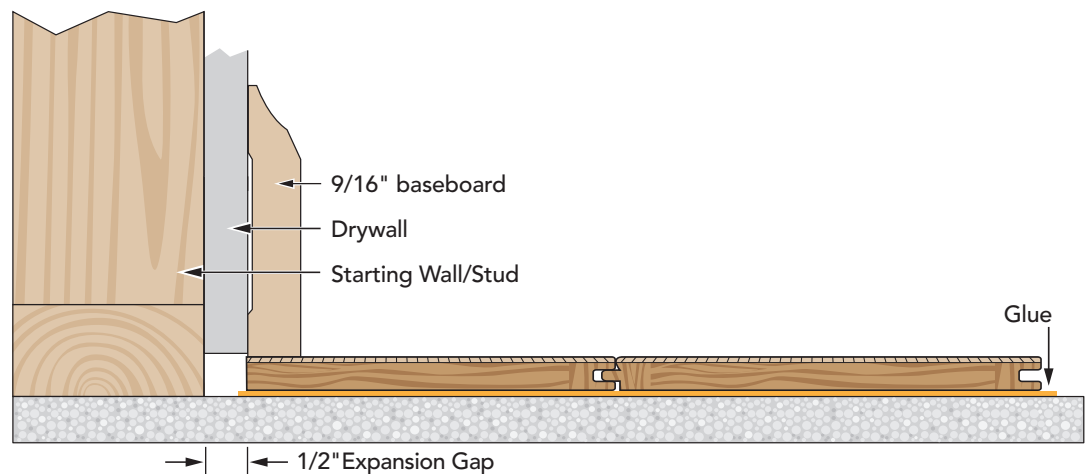 9/16" baseboard
Drywall
Starting Wall/Stud
Glue
1/2"Expansion Gap